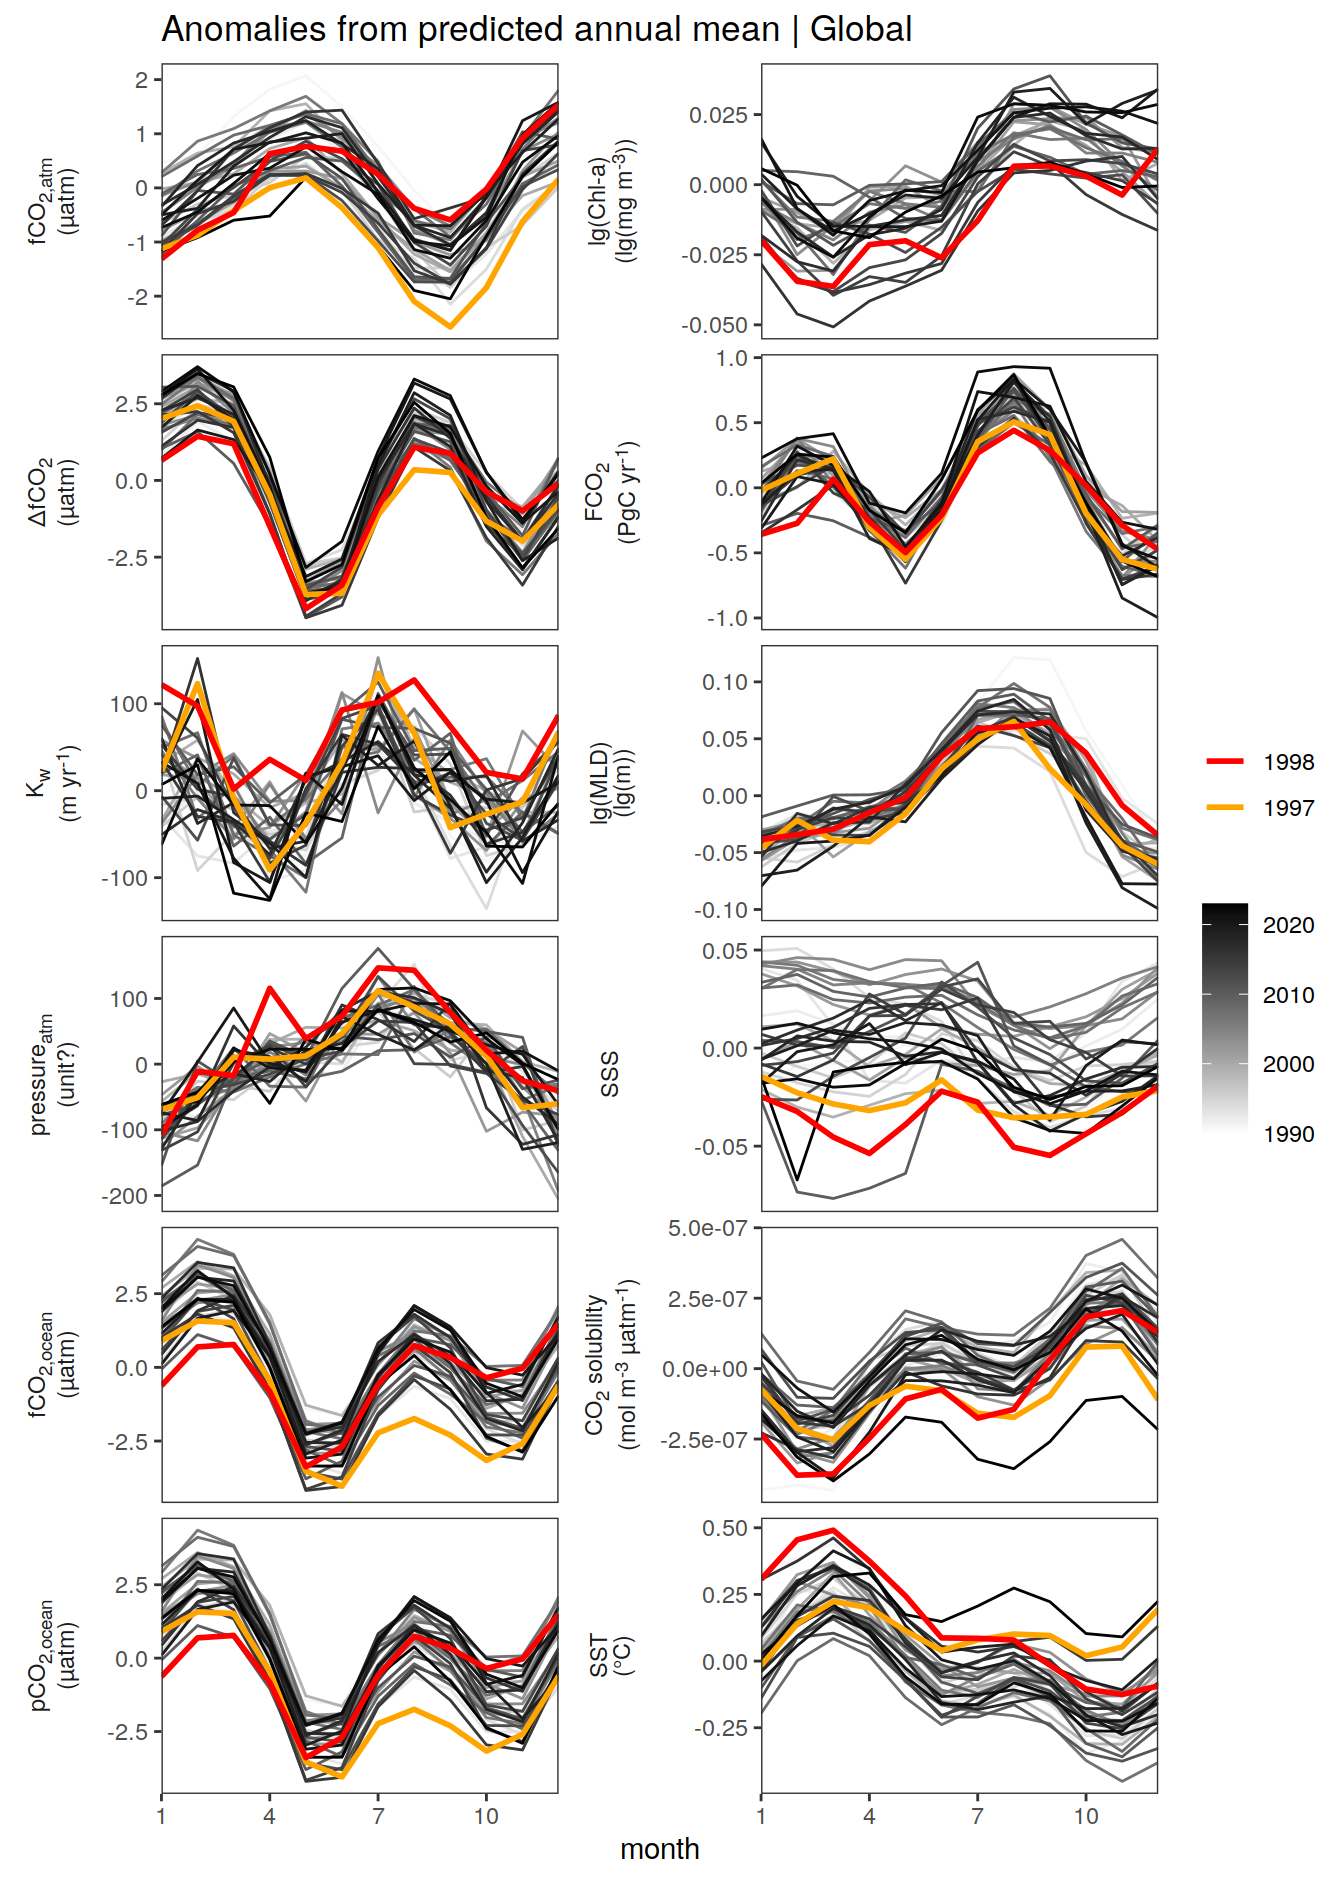 Anomalies from predicted annual mean | Global
fCO2,atm
(µatm)
2
1
0
-1
-2
lg(Chl-a)
(lg(mg m-3))
0.025
0.000
-0.025
-0.050
ΔfCO2
(µatm)
2.5
0.0
-2.5
FCO2
(PgC yr-1)
1.0
0.5
0.0
-0.5
-1.0
Kw
(m yr-1)
100
0
-100
lg(MLD)
(lg(m))
0.10
0.05
0.00
-0.05
-0.10
pressureatm
(unit?)
100
0
-100
-200
SSS
0.05
0.00
-0.05
fCO2,ocean
(µatm)
2.5
0.0
-2.5
CO2 solubility
(mol m-3 µatm-1)
5.0e-07
2.5e-07
0.0e+00
-2.5e-07
pCO2,ocean
(µatm)
2.5
0.0
-2.5
SST
(°C)
0.50
0.25
0.00
-0.25
1 4 7 10
1 4 7 10
month
1998
1997
2020
2010
2000
1990